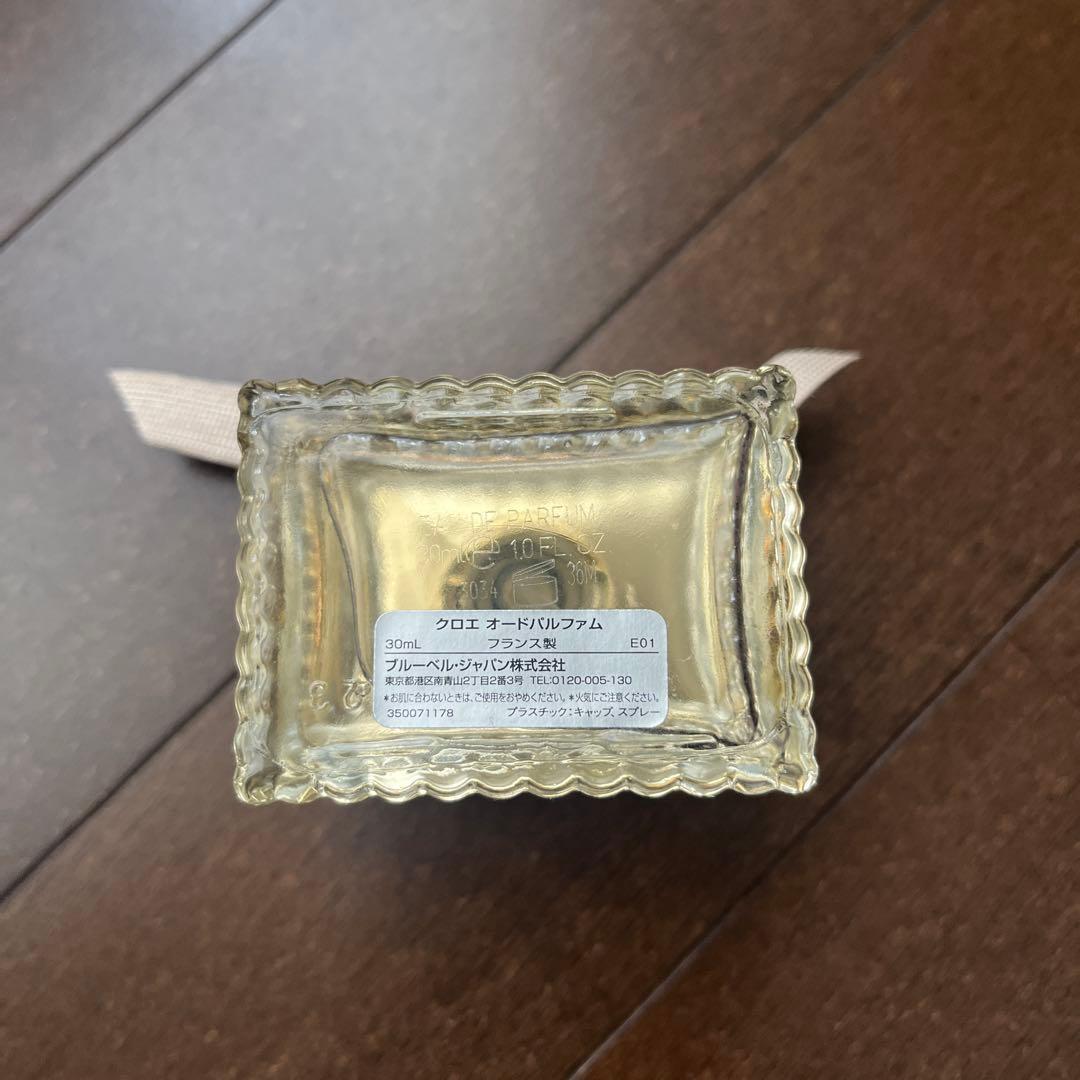 EAU DE PARFUM
30ml e 1.0 FL. OZ.
3034 36M
クロエ オードパルファム
30mL フランス製 E01
ブルーベル・ジャパン株式会社
東京都港区南青山2丁目2番3号 TEL:0120-005-130
*お肌に合わないときは、ご使用をおやめください。*火気にご注意ください。
350071178 プラスチック:キャップ、スプレー